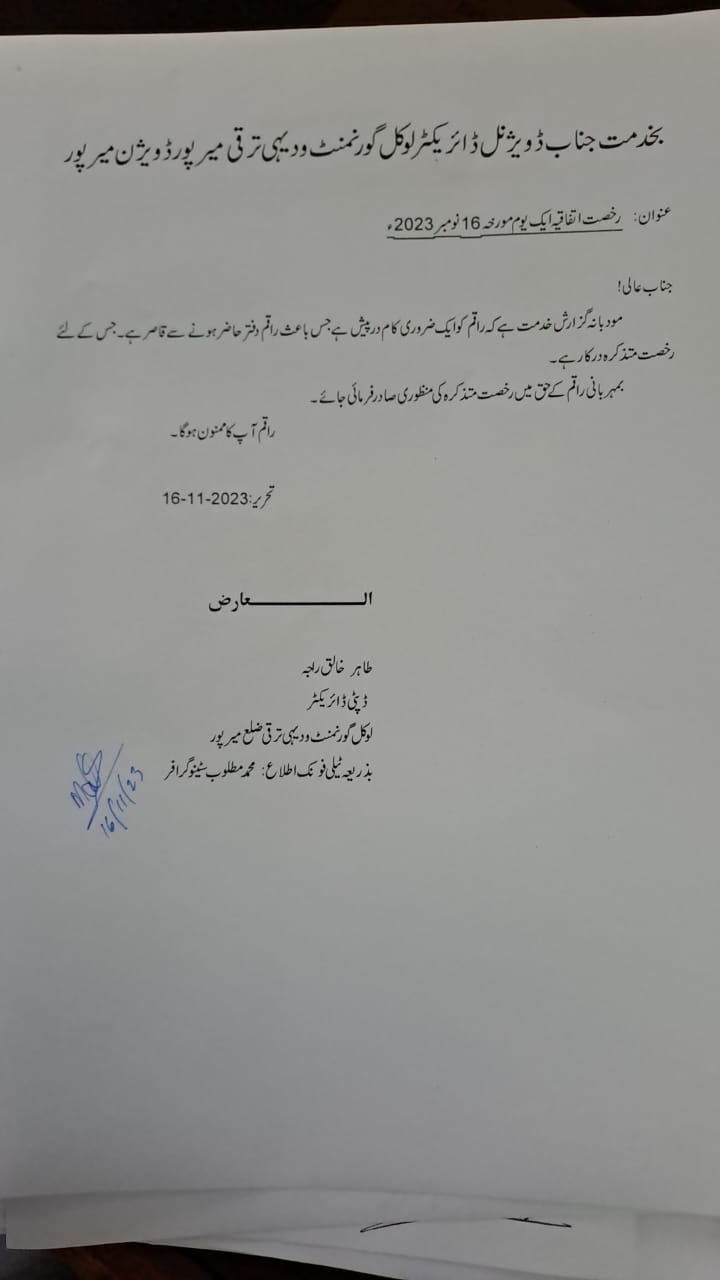 بخدمت جناب ڈویژنل ڈائریکٹر لوکل گورنمنٹ و دیہی ترقی میرپور ڈویژن میرپور
عنوان: رخصت اتفاقیہ ایک یوم مورخہ 16 نومبر 2023ء
جناب عالی!
مودبانہ گزارش خدمت ہے کہ راقم کو ایک ضروری کام درپیش ہے جس باعث راقم دفتر حاضر ہونے سے قاصر ہے۔ جس کے لئے
رخصت متذکرہ درکار ہے۔
بمہربانی راقم کے حق میں رخصت متذکرہ کی منظوری صادر فرمائی جائے۔
راقم آپ کا ممنون ہوگا۔
تحریر: 16-11-2023
العارض
طاہر خالق راجہ
ڈپٹی ڈائریکٹر
لوکل گورنمنٹ و دیہی ترقی ضلع میرپور
بذریعہ ٹیلی فونک اطلاع: محمد مطلوب سٹینوگرافر
16/11/23